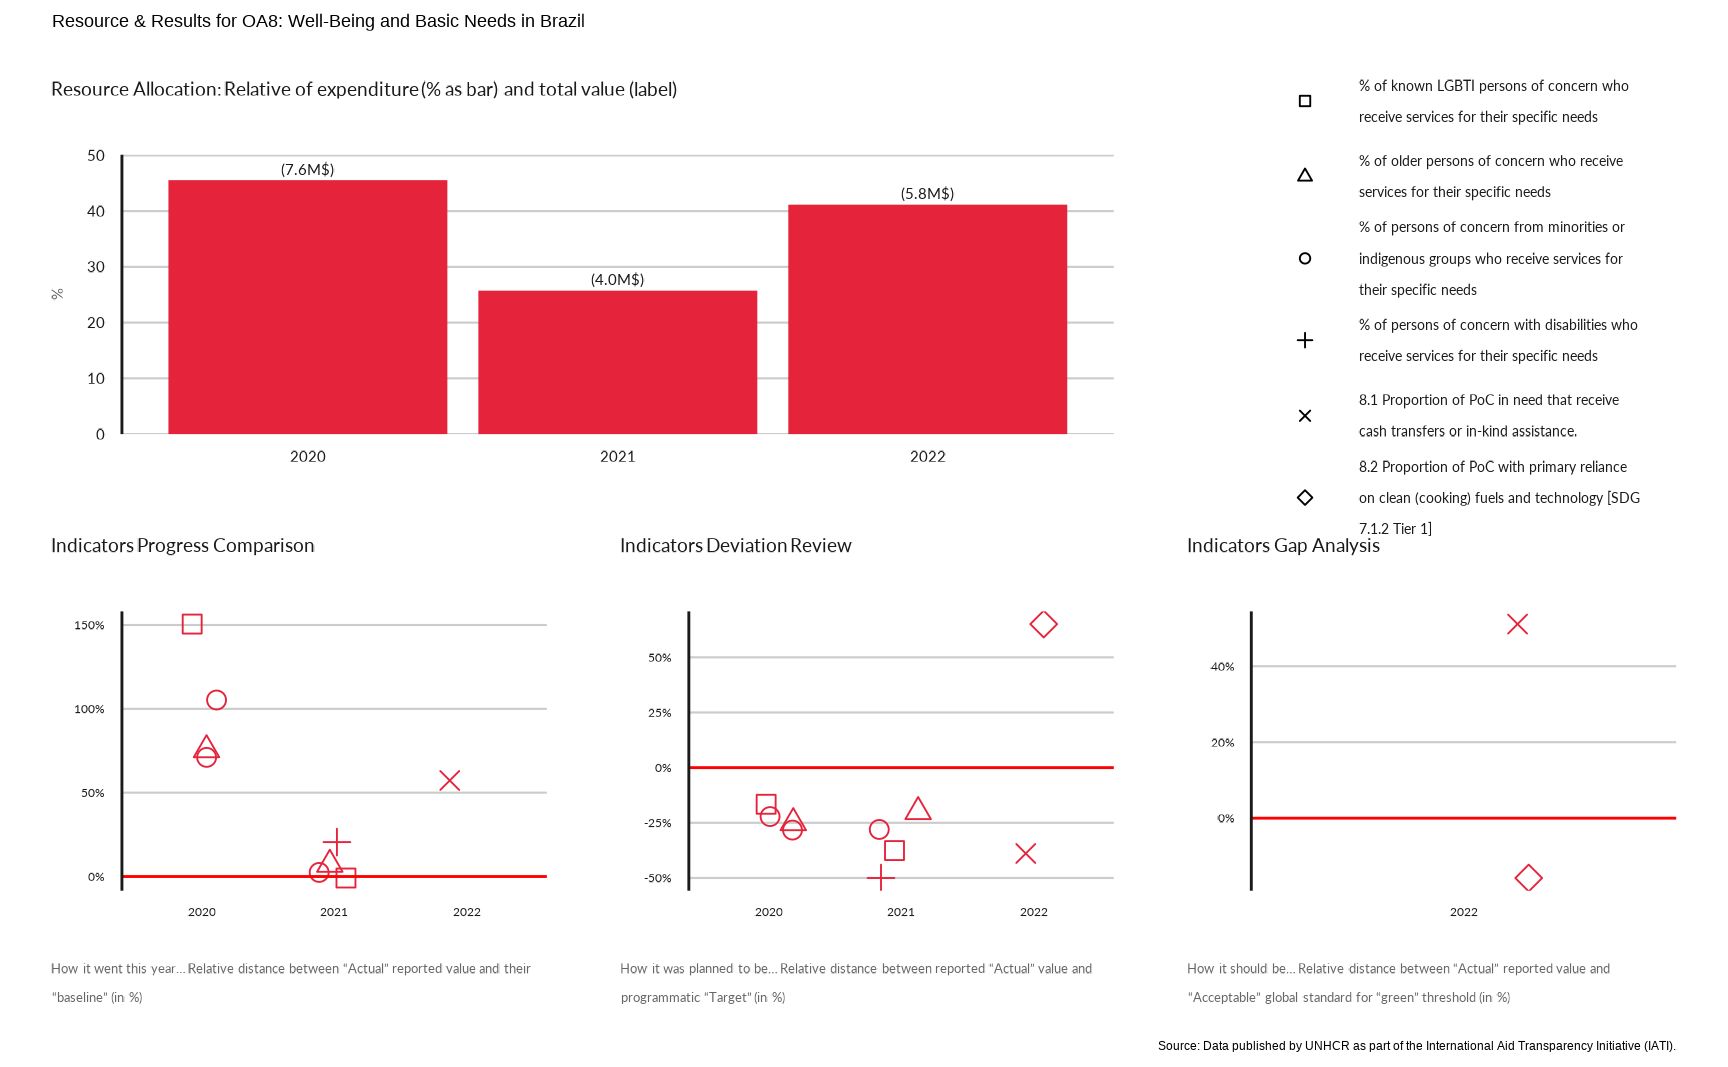 Resource & Results for OA8: Well-Being and Basic Needs in Brazil
Resource Allocation: Relative of expenditure (% as bar) and total value (label)
50
40
30
20
10
0
%
(7.6M$)
(4.0M$)
(5.8M$)
2020
2021
2022
% of known LGBTI persons of concern who
receive services for their specific needs
% of older persons of concern who receive
services for their specific needs
% of persons of concern from minorities or
indigenous groups who receive services for
their specific needs
% of persons of concern with disabilities who
receive services for their specific needs
8.1 Proportion of PoC in need that receive
cash transfers or in-kind assistance.
8.2 Proportion of PoC with primary reliance
on clean (cooking) fuels and technology [SDG
7.1.2 Tier 1]
Indicators Progress Comparison
150%
100%
50%
0%
2020
2021
2022
How it went this year... Relative distance between “Actual” reported value and their
“baseline” (in %)
Indicators Deviation Review
50%
25%
0%
-25%
-50%
2020
2021
2022
How it was planned to be... Relative distance between reported “Actual” value and
programmatic “Target” (in %)
Indicators Gap Analysis
40%
20%
0%
2022
How it should be... Relative distance between “Actual” reported value and
“Acceptable” global standard for “green” threshold (in %)
Source: Data published by UNHCR as part of the International Aid Transparency Initiative (IATI).